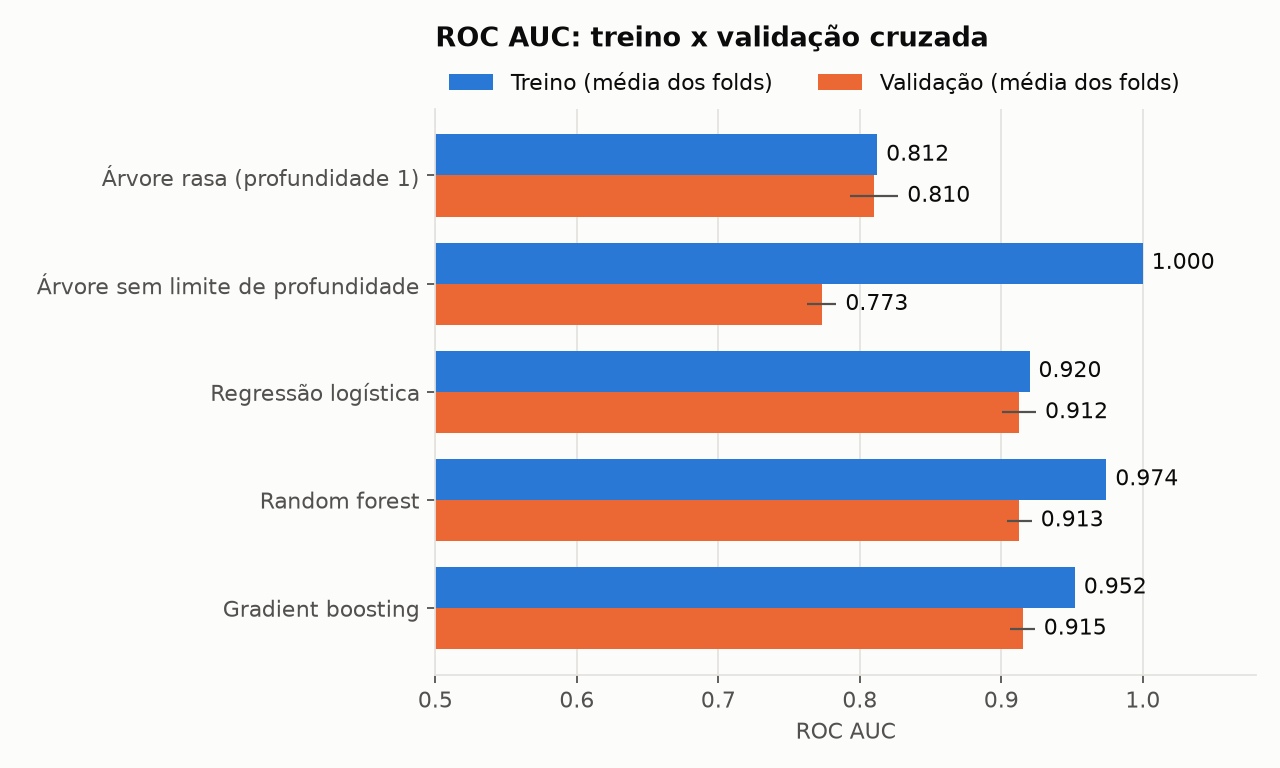 ROC AUC: treino x validação cruzada
Treino (média dos folds) Validação (média dos folds)
Árvore rasa (profundidade 1)
0.812
0.810
Árvore sem limite de profundidade
1.000
0.773
Regressão logística
0.920
0.912
Random forest
0.974
0.913
Gradient boosting
0.952
0.915
0.5 0.6 0.7 0.8 0.9 1.0
ROC AUC